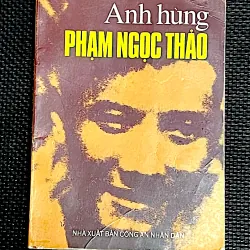 Anh hùng
PHẠM NGỌC THẢO
NHÀ XUẤT BẢN CÔNG AN NHÂN DÂN